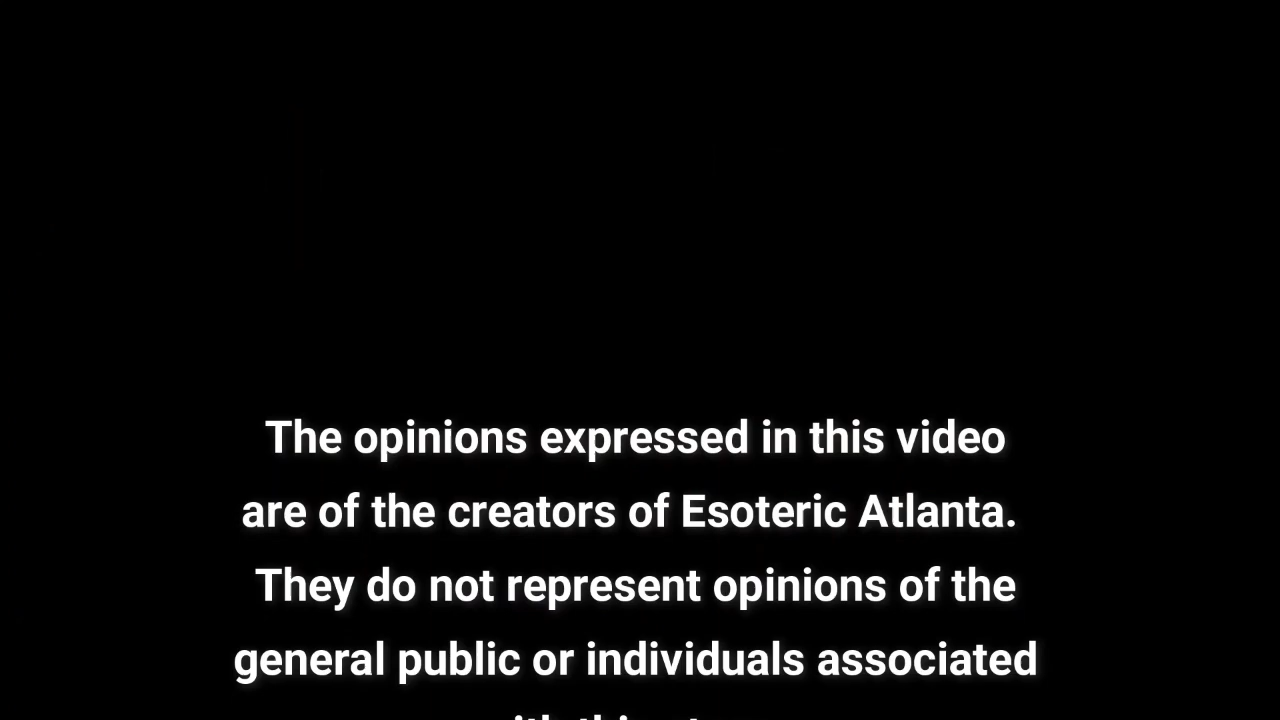 The opinions expressed in this video
are of the creators of Esoteric Atlanta.
They do not represent opinions of the
general public or individuals associated